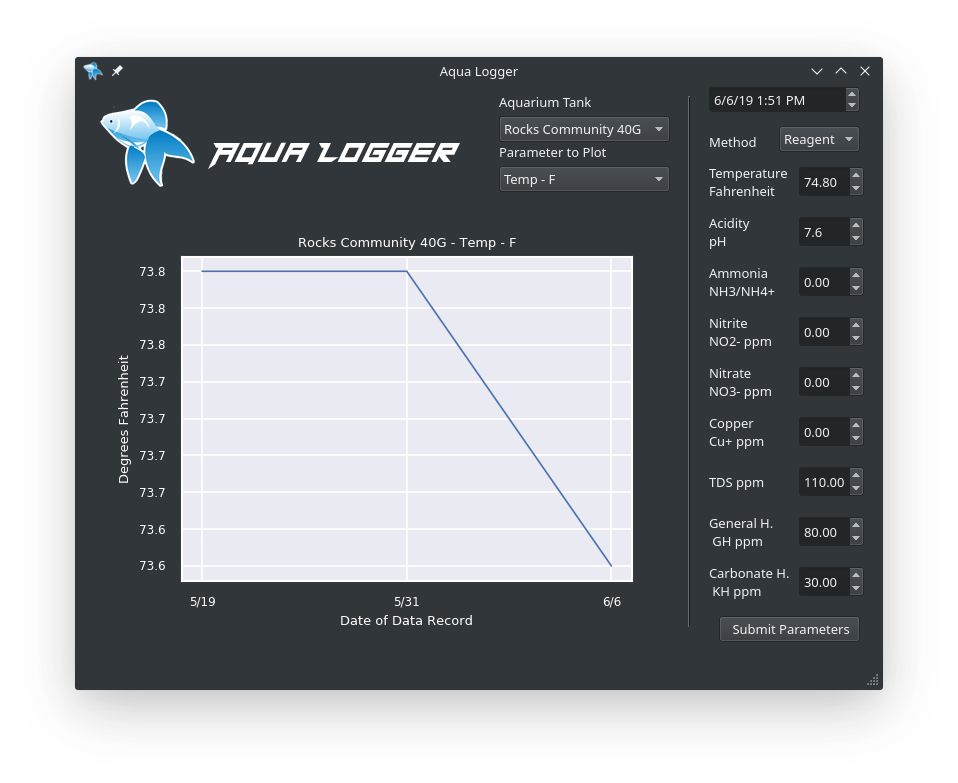 Aqua Logger
AQUA LOGGER
Aquarium Tank
Rocks Community 40G
Parameter to Plot
Temp - F
Rocks Community 40G - Temp - F
73.8
73.8
73.8
73.7
73.7
73.7
73.7
73.6
73.6
Degrees Fahrenheit
5/19
5/31
6/6
Date of Data Record
6/6/19 1:51 PM
Method
Reagent
Temperature
Fahrenheit
74.80
Acidity
pH
7.6
Ammonia
NH3/NH4+
0.00
Nitrite
NO2- ppm
0.00
Nitrate
NO3- ppm
0.00
Copper
Cu+ ppm
0.00
TDS ppm
110.00
General H.
GH ppm
80.00
Carbonate H.
KH ppm
30.00
Submit Parameters